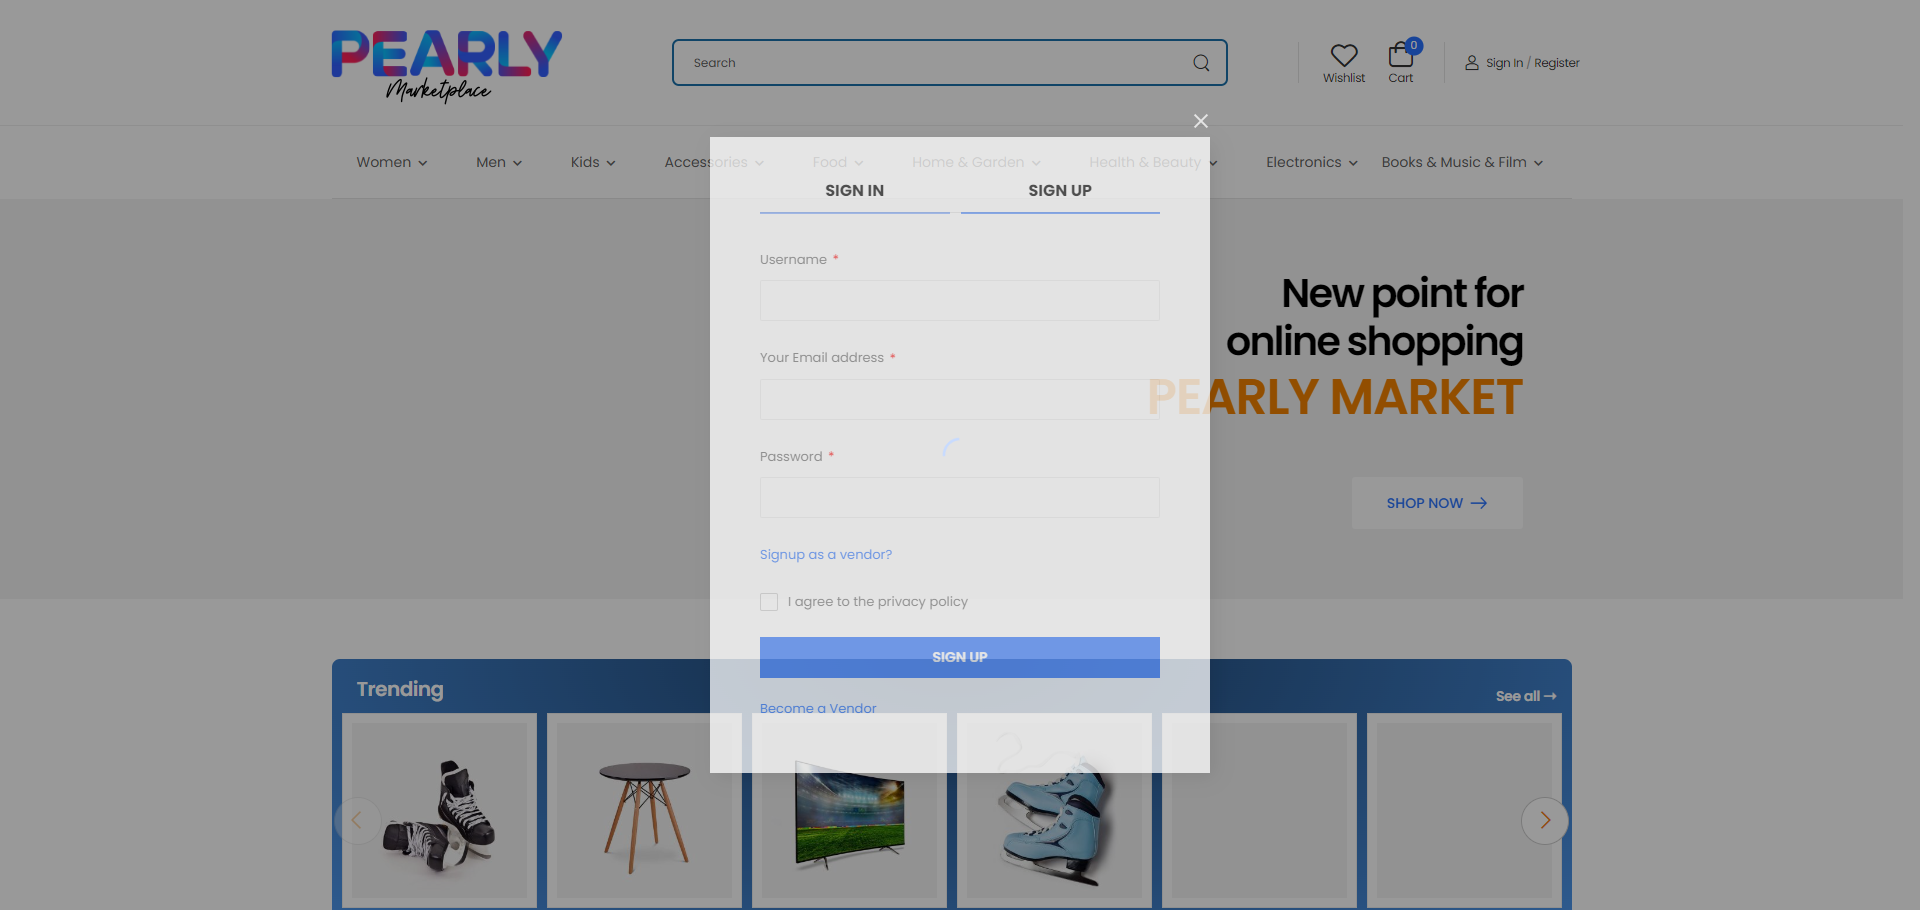 PEARLY
Marketplace
Search
Wishlist
0
Cart
Sign In / Register
Women
Men
Kids
Accessories
Food
Home & Garden
Health & Beauty
Electronics
Books & Music & Film
SIGN IN
SIGN UP
Username *
Your Email address *
Password *
Signup as a vendor?
I agree to the privacy policy
SIGN UP
Become a Vendor
New point for
online shopping
PEARLY MARKET
SHOP NOW
Trending
See all